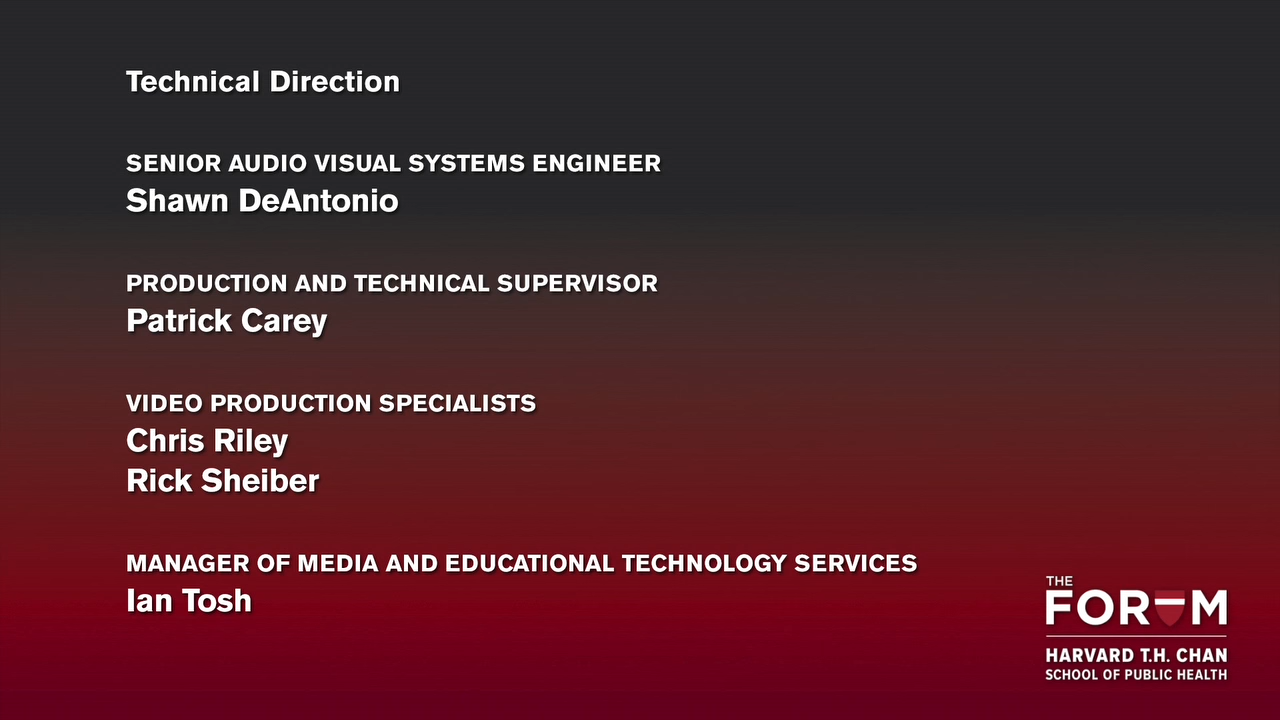 Technical Direction
SENIOR AUDIO VISUAL SYSTEMS ENGINEER
Shawn DeAntonio
PRODUCTION AND TECHNICAL SUPERVISOR
Patrick Carey
VIDEO PRODUCTION SPECIALISTS
Chris Riley
Rick Sheiber
MANAGER OF MEDIA AND EDUCATIONAL TECHNOLOGY SERVICES
Ian Tosh
THE
FORUM
HARVARD T.H. CHAN
SCHOOL OF PUBLIC HEALTH